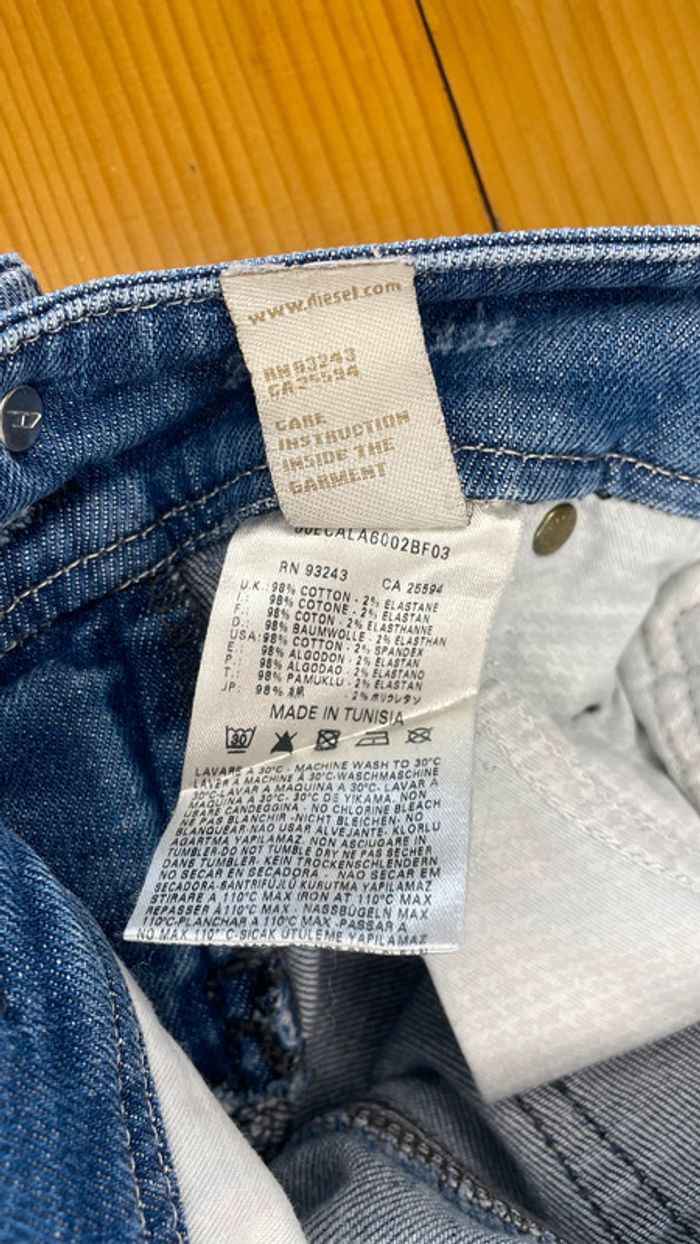 www.diesel.com
RN 93243
CA 25594
CARE
INSTRUCTION
INSIDE THE
GARMENT
00ECALA6002BF03
RN 93243 CA 25594
U.K.: 98% COTTON - 2% ELASTANE
I.: 98% COTONE - 2% ELASTAN
F.: 98% COTON - 2% ELASTHANNE
D.: 98% BAUMWOLLE - 2% ELASTHAN
USA: 98% COTTON - 2% SPANDEX
E.: 98% ALGODON - 2% ELASTAN
P.: 98% ALGODAO - 2% ELASTANO
T.: 98% PAMUKLU - 2% ELASTAN
JP: 98% 綿 - 2% ポリウレタン
MADE IN TUNISIA
30
LAVARE A 30°C - MACHINE WASH TO 30°C
LAVER A MACHINE À 30°C-WASCHMASCHINE
30°C-LAVAR A MAQUINA A 30°C- LAVAR A
MAQUINA A 30°C- 30°C DE YIKAMA. NON
USARE CANDEGGINA - NO CHLORINE BLEACH
NE PAS BLANCHIR -NICHT BLEICHEN- NO
BLANQUEAR-NAO USAR ALVEJANTE- KLORLU
AGARTMA YAPILAMAZ. NON ASCIUGARE IN
TUMBLER-DO NOT TUMBLE DRY NE PAS SECHER
DANS TUMBLER- KEIN TROCKENSCHLENDERN
NO SECAR EN SECADORA - NAO SECAR EM
SECADORA-SANTRIFÜJLÜ KURUTMA YAPILAMAZ
STIRARE A 110°C MAX IRON AT 110°C MAX
REPASSER À 110°C MAX - NASSBÜGELN MAX
110°C-PLANCHAR A 110°C MAX -PASSAR A
NO MAX 110°C-SICAK ÜTÜLEME YAPILAMAZ